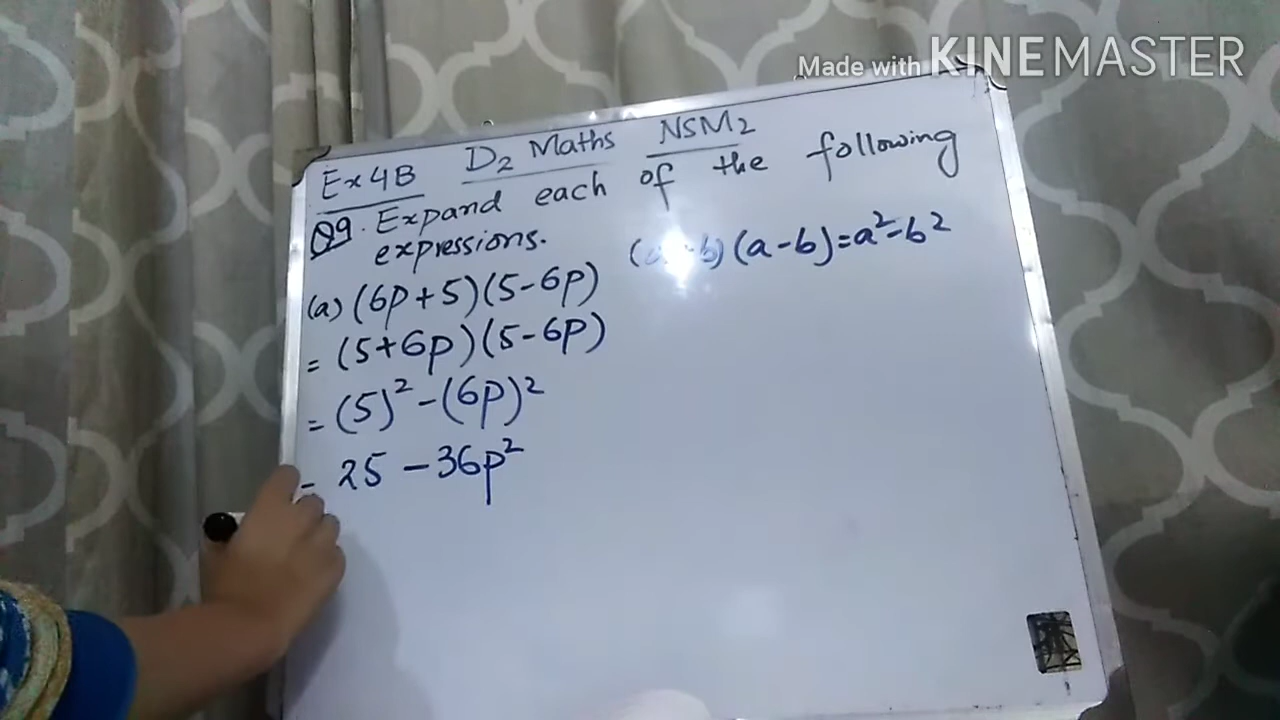 Made with KINEMASTER
Ex 4B D2 Maths NSM2
Q9. Expand each of the following
expressions.
(a+b)(a-b)=a²-b²
(a) (6p+5)(5-6p)
= (5+6p)(5-6p)
= (5)²-(6p)²
= 25 - 36p²